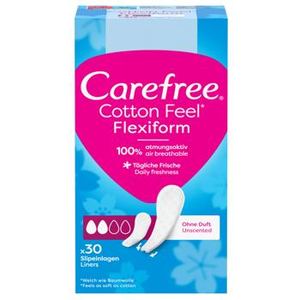 Carefree®
Cotton Feel*
Flexiform
100% atmungsaktiv
air breathable
* Tägliche Frische
Daily freshness
Ohne Duft
Unscented
x30
Slipeinlagen
Liners
*Weich wie Baumwolle
*Feels as soft as cotton